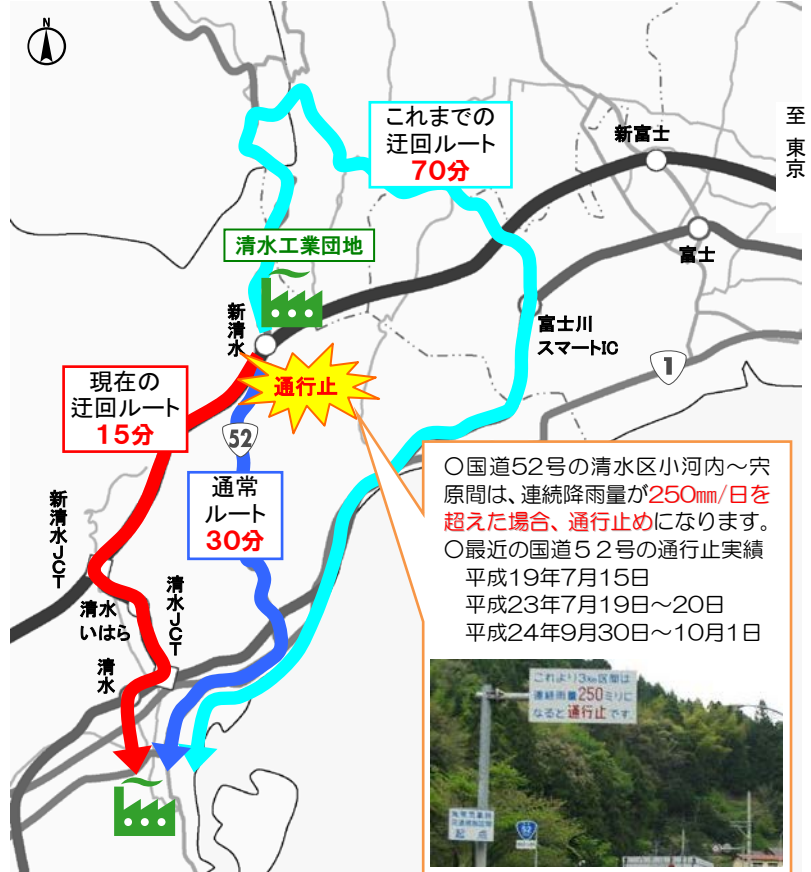 N
これまでの
迂回ルート
70分
至 東京
新富士
富士
清水工業団地
新清水
富士川
スマートIC
1
通行止
現在の
迂回ルート
15分
52
通常
ルート
30分
新清水JCT
清水
いはら
清水JCT
清水
○国道52号の清水区小河内～宍
原間は、連続降雨量が250㎜/日を
超えた場合、通行止めになります。
○最近の国道５２号の通行止実績
平成19年7月15日
平成23年7月19日～20日
平成24年9月30日～10月1日
これより3km区間は
連続雨量250ミリに
なると通行止です
起点
52